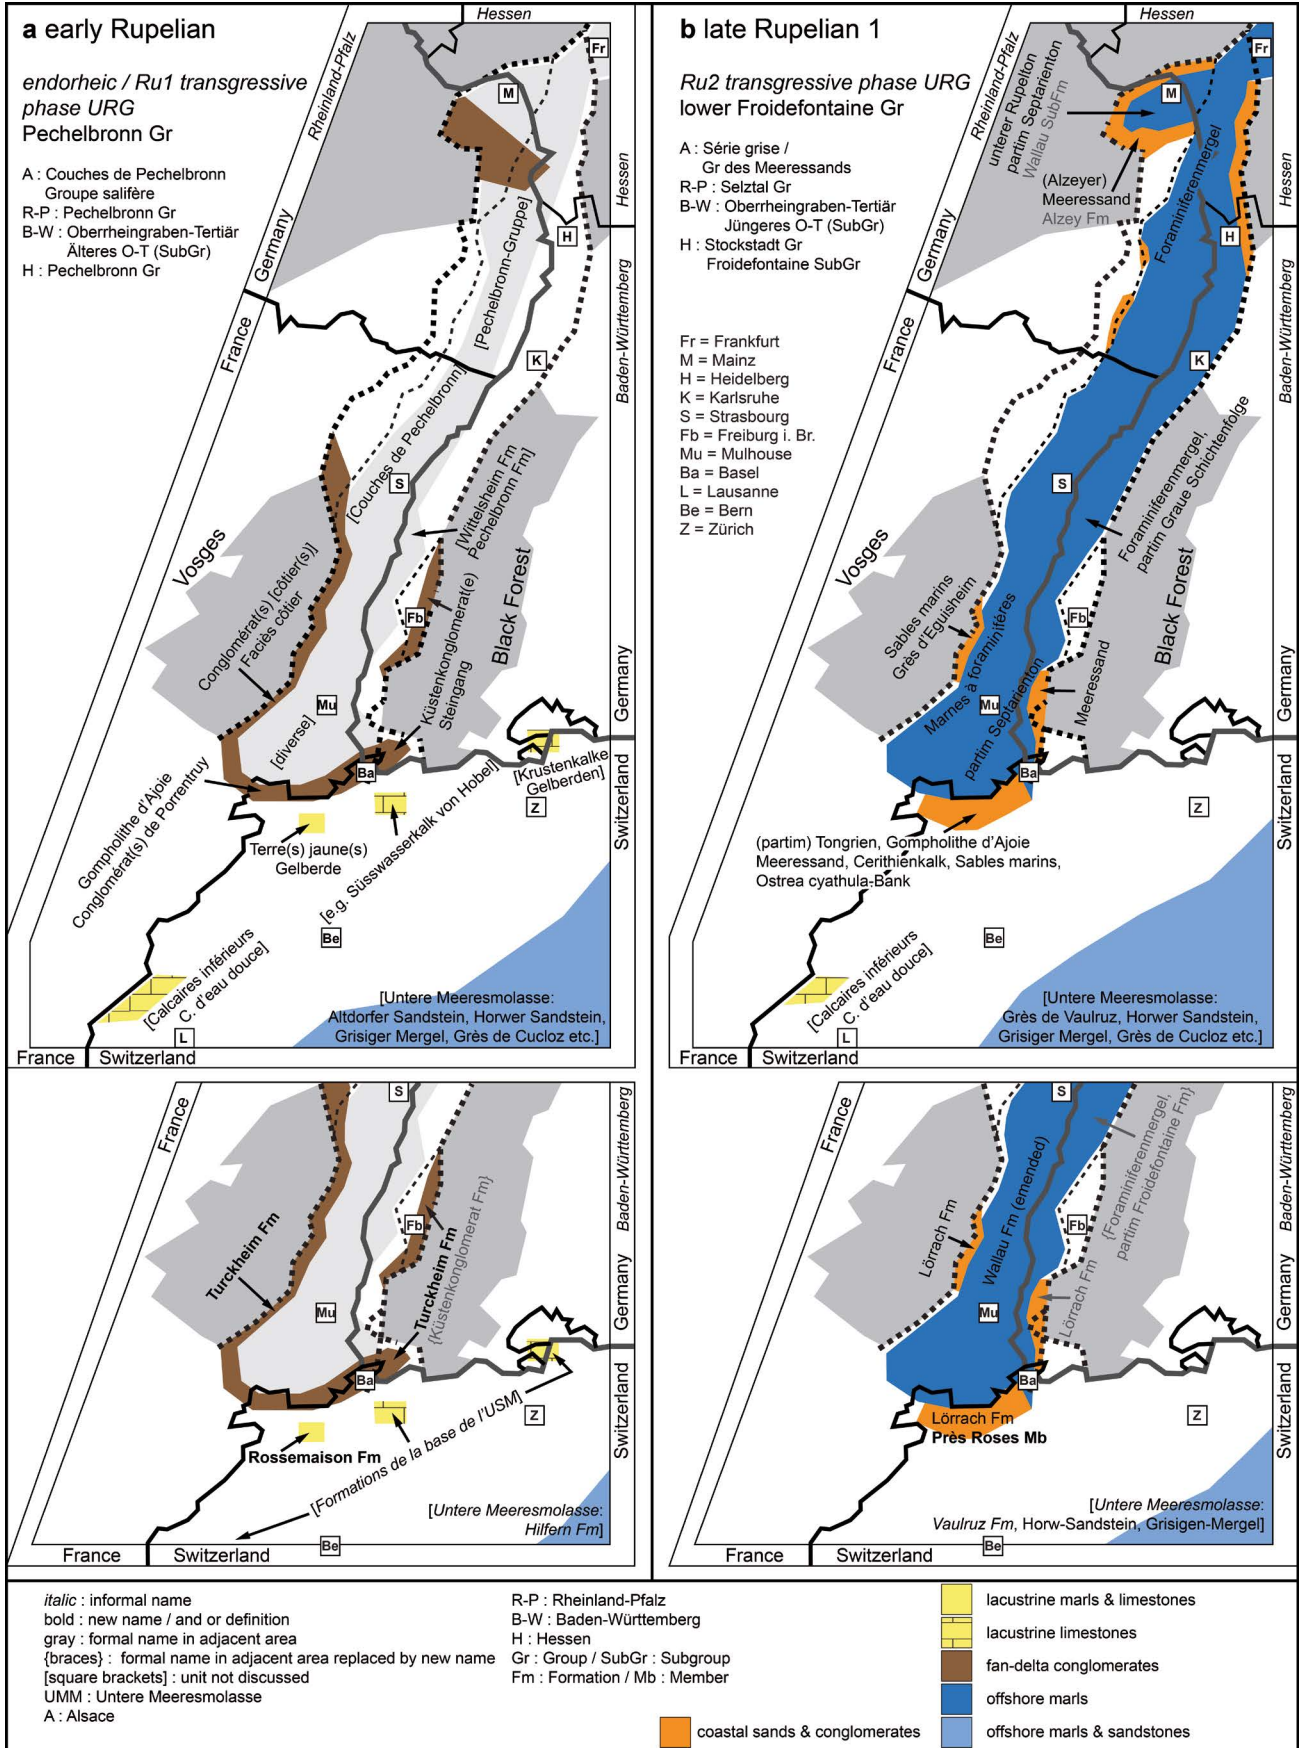 a early Rupelian
endorheic / Ru1 transgressive
phase URG
Pechelbronn Gr
A : Couches de Pechelbronn
Groupe salifère
R-P : Pechelbronn Gr
B-W : Oberrheingraben-Tertiär
Älteres O-T (SubGr)
H : Pechelbronn Gr
Rheinland-Pfalz
Hessen
Fr
M
Hessen
H
Germany
France
[Pechelbronn-Gruppe]
K
Baden-Württemberg
[Couches de Pechelbronn]
S
[Wittelsheim Fm
Pechelbronn Fm]
Vosges
Conglomérat(s) [côtier(s)]
Faciès côtier
Fb
Küstenkonglomerat(e)
Steingang
Black Forest
Mu
[diverse]
Germany
Switzerland
Ba
[Krustenkalke
Gelberden]
Z
Gompholithe d'Ajoie
Conglomérat(s) de Porrentruy
Terre(s) jaune(s)
Gelberde
[e.g. Süsswasserkalk von Hobel]
Be
[Calcaires inférieurs
C. d'eau douce]
[Untere Meeresmolasse:
Altdorfer Sandstein, Horwer Sandstein,
Grisiger Mergel, Grès de Cucloz etc.]
L
France
Switzerland
b late Rupelian 1
Ru2 transgressive phase URG
lower Froidefontaine Gr
A : Série grise /
Gr des Meeressands
R-P : Selztal Gr
B-W : Oberrheingraben-Tertiär
Jüngeres O-T (SubGr)
H : Stockstadt Gr
Froidefontaine SubGr
Fr = Frankfurt
M = Mainz
H = Heidelberg
K = Karlsruhe
S = Strasbourg
Fb = Freiburg i. Br.
Mu = Mulhouse
Ba = Basel
L = Lausanne
Be = Bern
Z = Zürich
Rheinland-Pfalz
Hessen
Fr
M
unterer Rupelton
partim Septarienton
Wallau SubFm
(Alzeyer)
Meeressand
Alzey Fm
Foraminiferenmergel
Hessen
H
Germany
France
K
Baden-Württemberg
S
Foraminiferenmergel,
partim Graue Schichtenfolge
Vosges
Sables marins
Grès d'Eguisheim
Marnes à foraminifères
partim Septarienton
Fb
Meeressand
Black Forest
Mu
Germany
Switzerland
Ba
Z
(partim) Tongrien, Gompholithe d'Ajoie
Meeressand, Cerithienkalk, Sables marins,
Ostrea cyathula-Bank
Be
[Calcaires inférieurs
C. d'eau douce]
[Untere Meeresmolasse:
Grès de Vaulruz, Horwer Sandstein,
Grisiger Mergel, Grès de Cucloz etc.]
L
France
Switzerland
France
S
Baden-Württemberg
Turckheim Fm
Fb
Turckheim Fm
{Küstenkonglomerat Fm}
Mu
Germany
Switzerland
Ba
Z
Rossemaison Fm
[Formations de la base de l'USM]
[Untere Meeresmolasse:
Hilfern Fm]
Be
France
Switzerland
France
S
Baden-Württemberg
{Foraminiferenmergel,
partim Froidefontaine Fm}
Lörrach Fm
Wallau Fm (emended)
Fb
Lörrach Fm
Mu
Germany
Switzerland
Ba
Z
Lörrach Fm
Près Roses Mb
[Untere Meeresmolasse:
Vaulruz Fm, Horw-Sandstein, Grisigen-Mergel]
Be
France
Switzerland
italic : informal name
bold : new name / and or definition
gray : formal name in adjacent area
{braces} : formal name in adjacent area replaced by new name
[square brackets] : unit not discussed
UMM : Untere Meeresmolasse
A : Alsace
R-P : Rheinland-Pfalz
B-W : Baden-Württemberg
H : Hessen
Gr : Group / SubGr : Subgroup
Fm : Formation / Mb : Member
coastal sands & conglomerates
lacustrine marls & limestones
lacustrine limestones
fan-delta conglomerates
offshore marls
offshore marls & sandstones